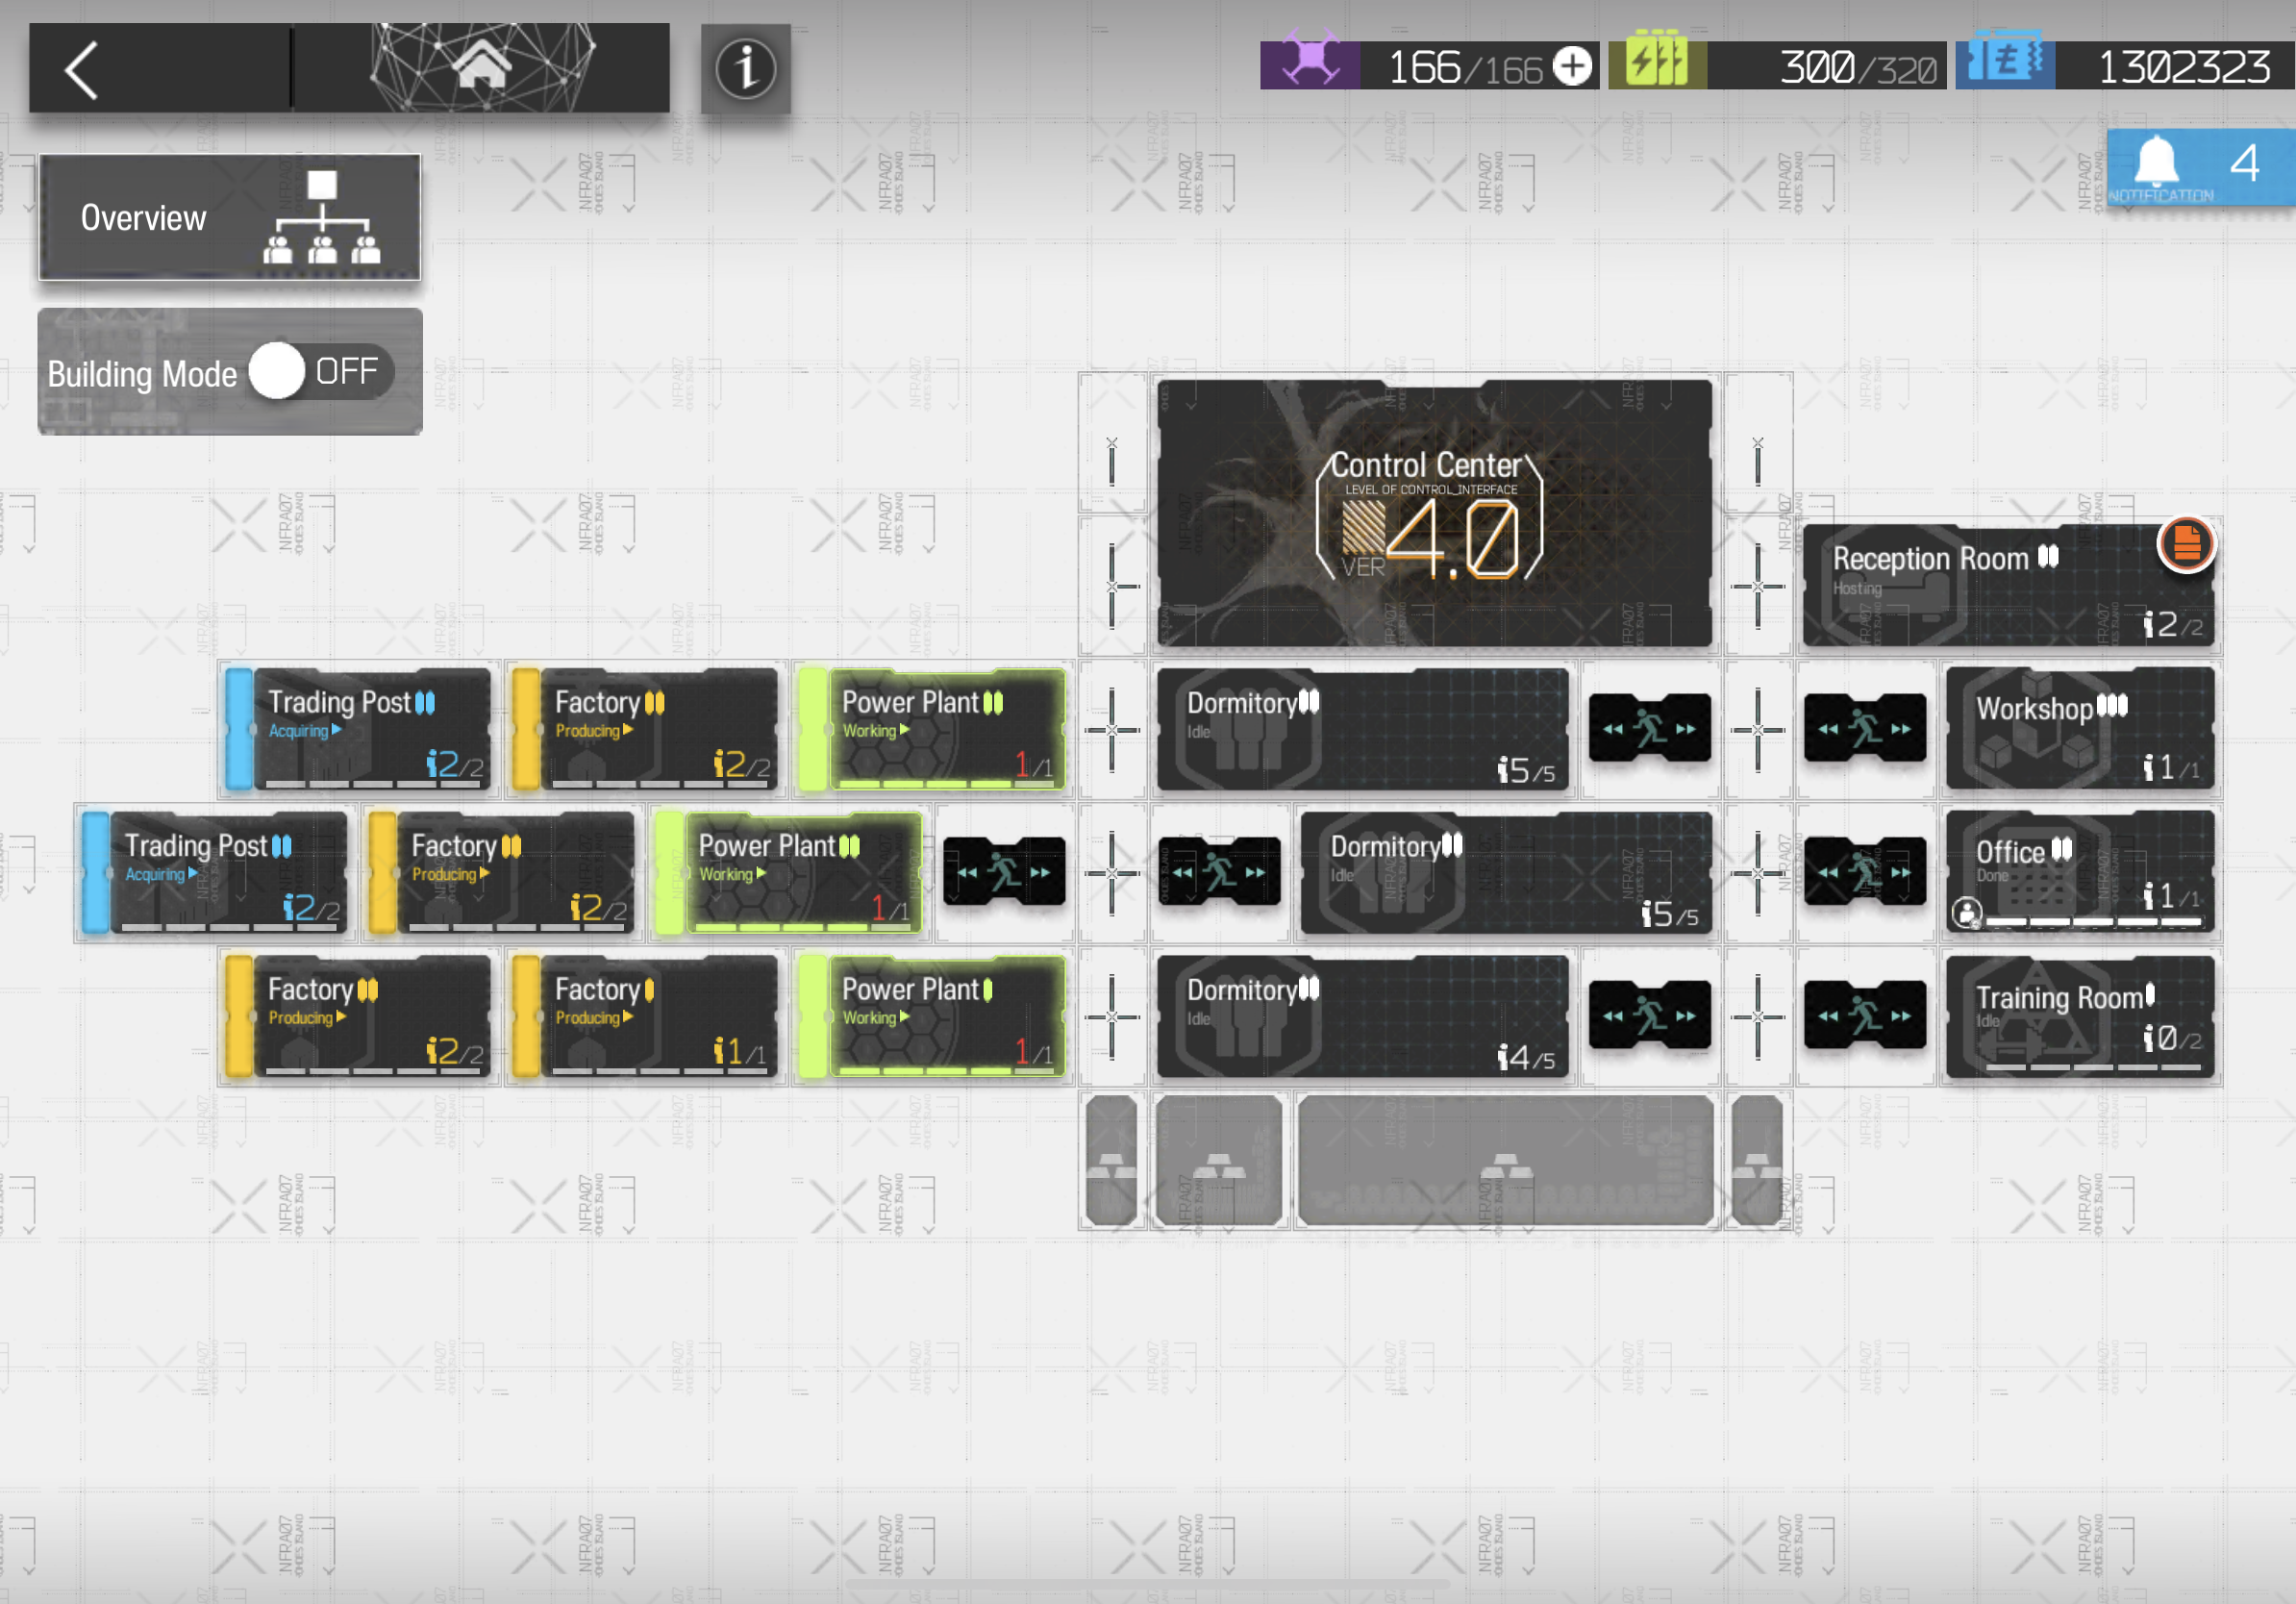 166/166
300/320
1302323
4
NOTIFICATION
Overview
Building Mode OFF
Control Center
LEVEL OF CONTROL_INTERFACE
VER 4.0
Reception Room
Hosting
2/2
Trading Post
Acquiring
2/2
Factory
Producing
2/2
Power Plant
Working
1/1
Dormitory
Idle
5/5
Workshop
1/1
Trading Post
Acquiring
2/2
Factory
Producing
2/2
Power Plant
Working
1/1
Dormitory
Idle
5/5
Office
Done
1/1
Factory
Producing
2/2
Factory
Producing
1/1
Power Plant
Working
1/1
Dormitory
Idle
4/5
Training Room
Idle
0/2